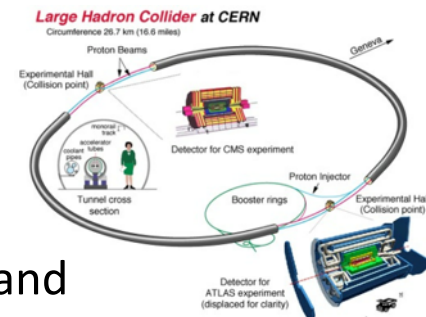 Large Hadron Collider at CERN
Circumference 26.7 km (16.6 miles)
Proton Beams
Geneva
Experimental Hall
(Collision point)
monorail
track
accelerator
tubes
coolant
pipes
Detector for CMS experiment
Tunnel cross
section
Booster rings
Proton Injector
Experimental Ha
(Collision point)
and
Detector for
ATLAS experiment
(displaced for clarity)